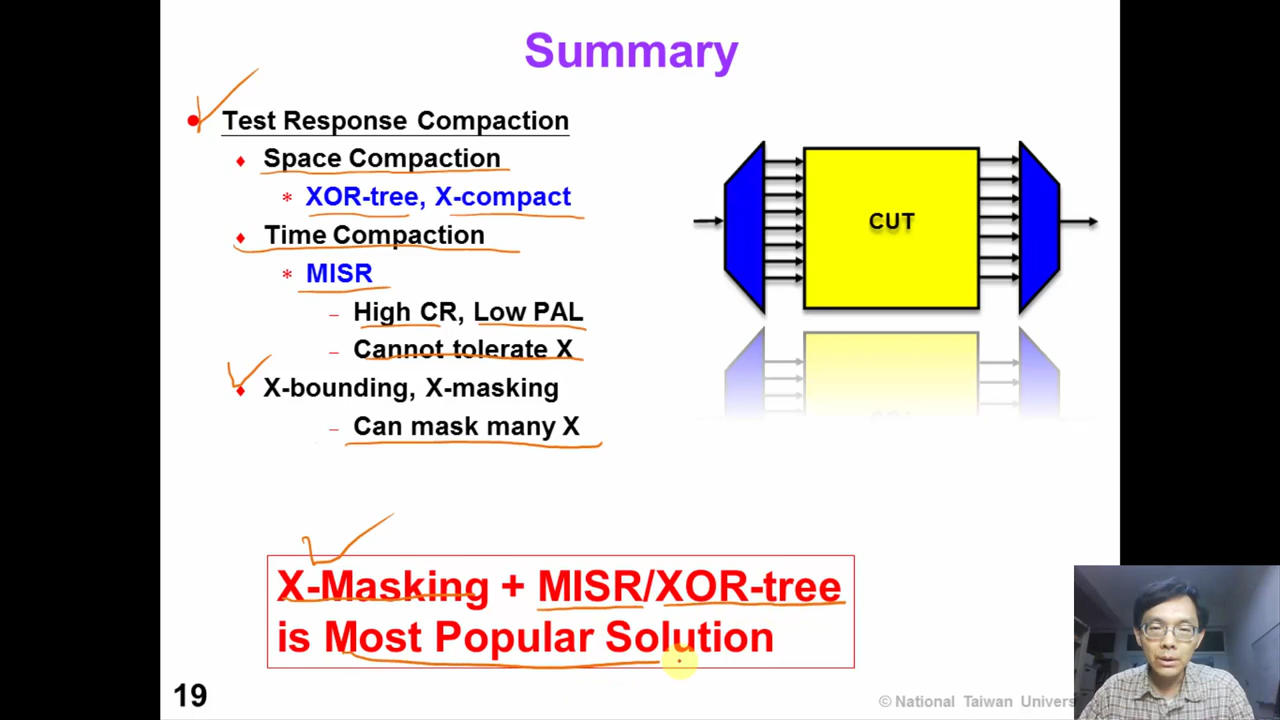 Summary
Test Response Compaction
Space Compaction
* XOR-tree, X-compact
Time Compaction
* MISR
– High CR, Low PAL
– Cannot tolerate X
X-bounding, X-masking
– Can mask many X
CUT
X-Masking + MISR/XOR-tree
is Most Popular Solution
19
© National Taiwan